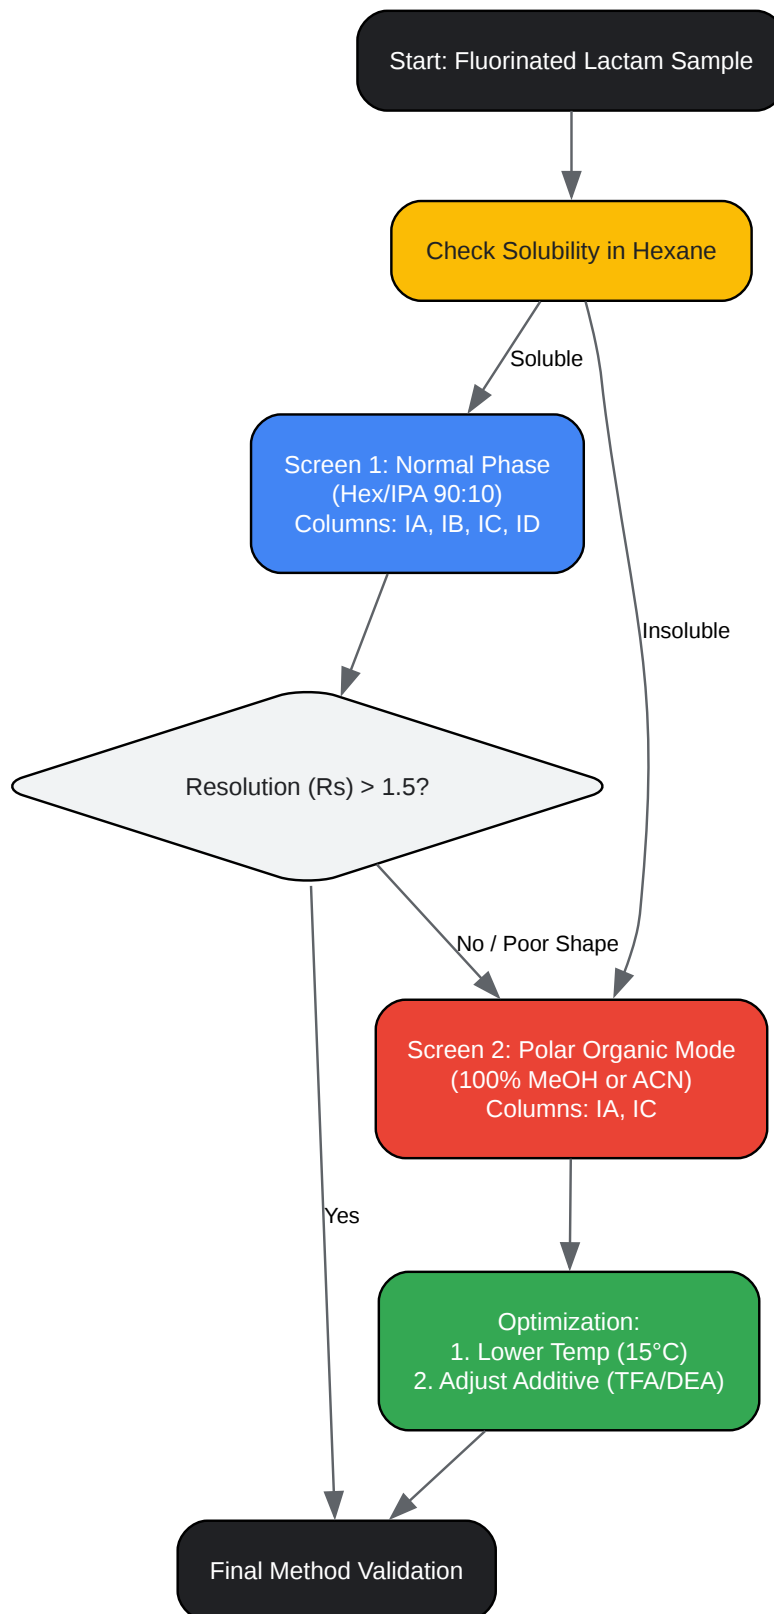 Start: Fluorinated Lactam Sample
Check Solubility in Hexane
Soluble
Screen 1: Normal Phase
(Hex/IPA 90:10)
Columns: IA, IB, IC, ID
Insoluble
Resolution (Rs) > 1.5?
No / Poor Shape
Screen 2: Polar Organic Mode
(100% MeOH or ACN)
Columns: IA, IC
Yes
Optimization:
1. Lower Temp (15°C)
2. Adjust Additive (TFA/DEA)
Final Method Validation